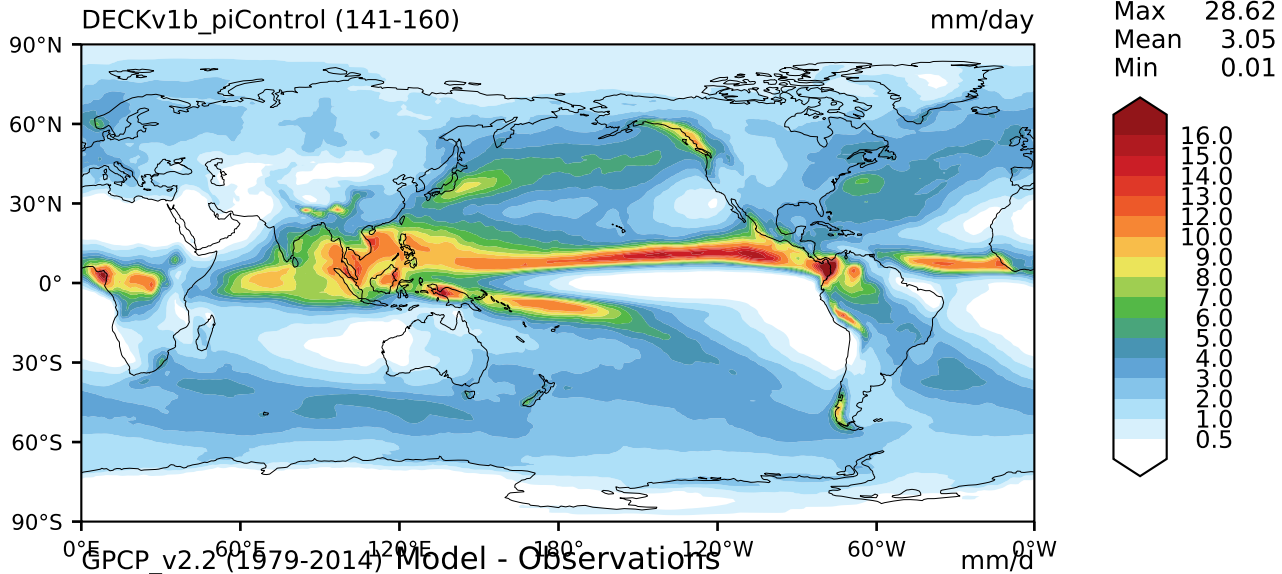 DECKv1b_piControl (141-160) mm/day
Max 28.62
Mean 3.05
Min 0.01
90°N
60°N
30°N
0°
30°S
60°S
90°S
16.0
15.0
14.0
13.0
12.0
10.0
9.0
8.0
7.0
6.0
5.0
4.0
3.0
2.0
1.0
0.5
0°E 60°E 120°E 180° 120°W 60°W 0°W
GPCP_v2.2 (1979-2014) Model - Observations mm/d